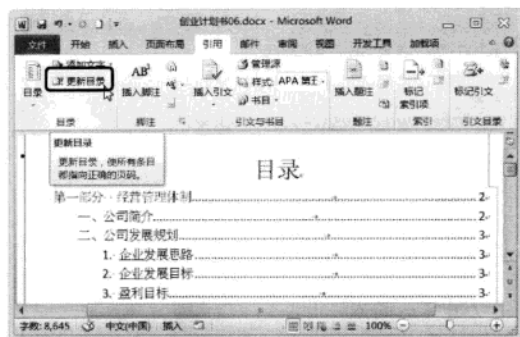 创业计划书06.docx - Microsoft Word
文件 开始 插入 页面布局 引用 邮件 审阅 视图 开发工具 加载项
目录 添加文字 更新目录
AB¹ 插入脚注
插入引文 管理源 样式: APA 第五 书目
插入题注 标记索引项 标记引文
目录 脚注 引文与书目 题注 索引 引文目录
更新目录
更新目录，使所有条目都指向正确的页码。
目录
第一部分 经营管理体制 2
一、公司简介 2
二、公司发展规划 3
1. 企业发展思路 3
2. 企业发展目标 3
3. 盈利目标 3
字数: 8,645 中文(中国) 插入 100%